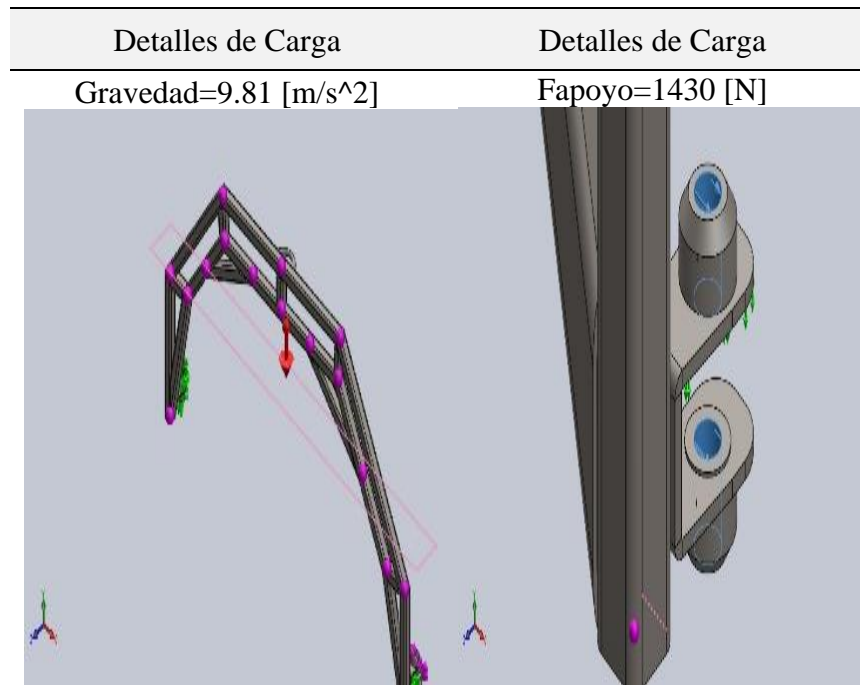 Detalles de Carga Detalles de Carga
Gravedad=9.81 [m/s^2] Fapoyo=1430 [N]